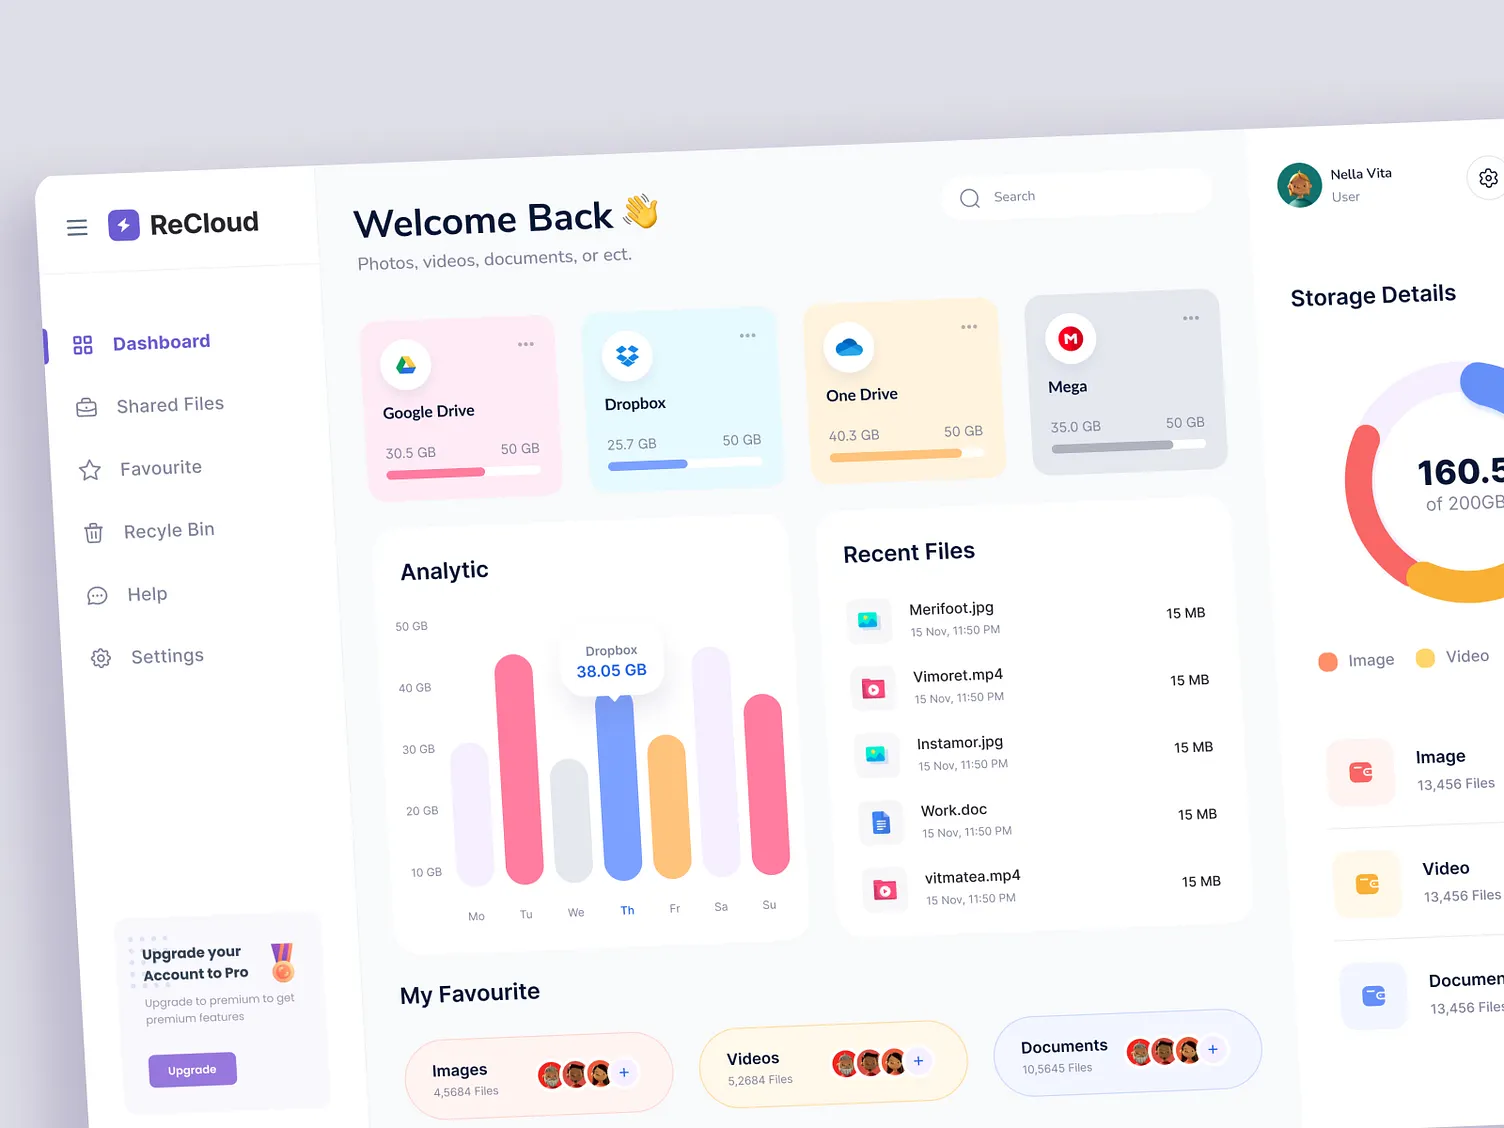 ReCloud
Dashboard
Shared Files
Favourite
Recyle Bin
Help
Settings
Upgrade your
Account to Pro
Upgrade to premium to get
premium features
Upgrade
Welcome Back
Photos, videos, documents, or ect.
Search
Google Drive
30.5 GB 50 GB
Dropbox
25.7 GB 50 GB
One Drive
40.3 GB 50 GB
Mega
35.0 GB 50 GB
Analytic
50 GB
40 GB
30 GB
20 GB
10 GB
Dropbox
38.05 GB
Mo Tu We Th Fr Sa Su
Recent Files
Merifoot.jpg 15 MB
15 Nov, 11:50 PM
Vimoret.mp4 15 MB
15 Nov, 11:50 PM
Instamor.jpg 15 MB
15 Nov, 11:50 PM
Work.doc 15 MB
15 Nov, 11:50 PM
vitmatea.mp4 15 MB
15 Nov, 11:50 PM
My Favourite
Images
4,5684 Files
Videos
5,2684 Files
Documents
10,5645 Files
Nella Vita
User
Storage Details
160.5
of 200GB
Image Video
Image
13,456 Files
Video
13,456 Files
Documen
13,456 Files